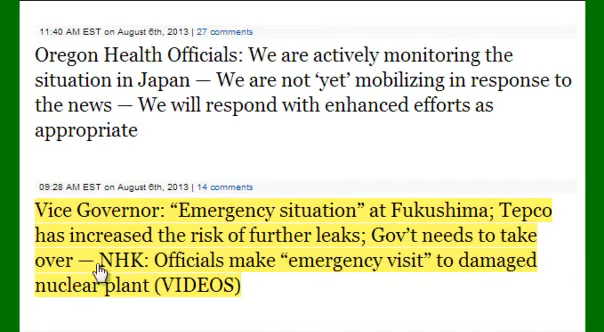 11:40 AM EST on August 6th, 2013 | 27 comments
Oregon Health Officials: We are actively monitoring the
situation in Japan — We are not ‘yet’ mobilizing in response to
the news — We will respond with enhanced efforts as
appropriate
09:28 AM EST on August 6th, 2013 | 14 comments
Vice Governor: “Emergency situation” at Fukushima; Tepco
has increased the risk of further leaks; Gov’t needs to take
over — NHK: Officials make “emergency visit” to damaged
nuclear plant (VIDEOS)